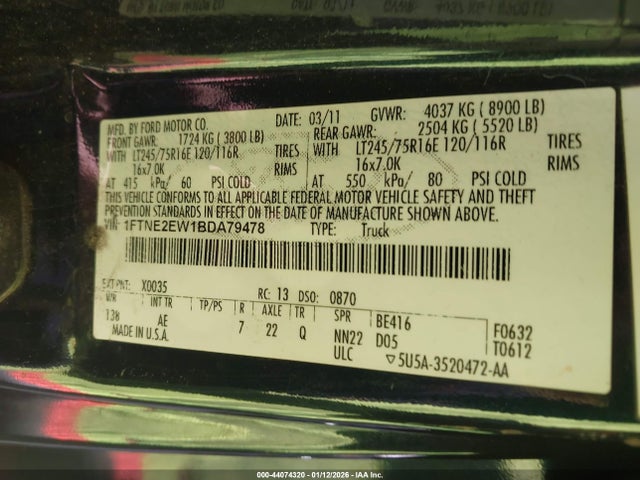 MFD. BY FORD MOTOR CO.
DATE: 03/11 GVWR: 4037 KG ( 8900 LB)
FRONT GAWR: 1724 KG ( 3800 LB) REAR GAWR: 2504 KG ( 5520 LB)
WITH LT245/75R16E 120/116R TIRES WITH LT245/75R16E 120/116R TIRES
16x7.0K RIMS 16x7.0K RIMS
AT 415 kPa/ 60 PSI COLD AT 550 kPa/ 80 PSI COLD
THIS VEHICLE CONFORMS TO ALL APPLICABLE FEDERAL MOTOR VEHICLE SAFETY AND THEFT
PREVENTION STANDARDS IN EFFECT ON THE DATE OF MANUFACTURE SHOWN ABOVE.
VIN: 1FTNE2EW1BDA79478 TYPE: Truck
EXT PNT: X0035 RC: 13 DSO: 0870
WB INT TR TP/PS R AXLE TR SPR
138 AE 7 22 Q NN22 BE416 F0632
ULC D05 T0612
MADE IN U.S.A. ▽5U5A-3520472-AA
000-44074320 - 01/12/2026 - IAA Inc.